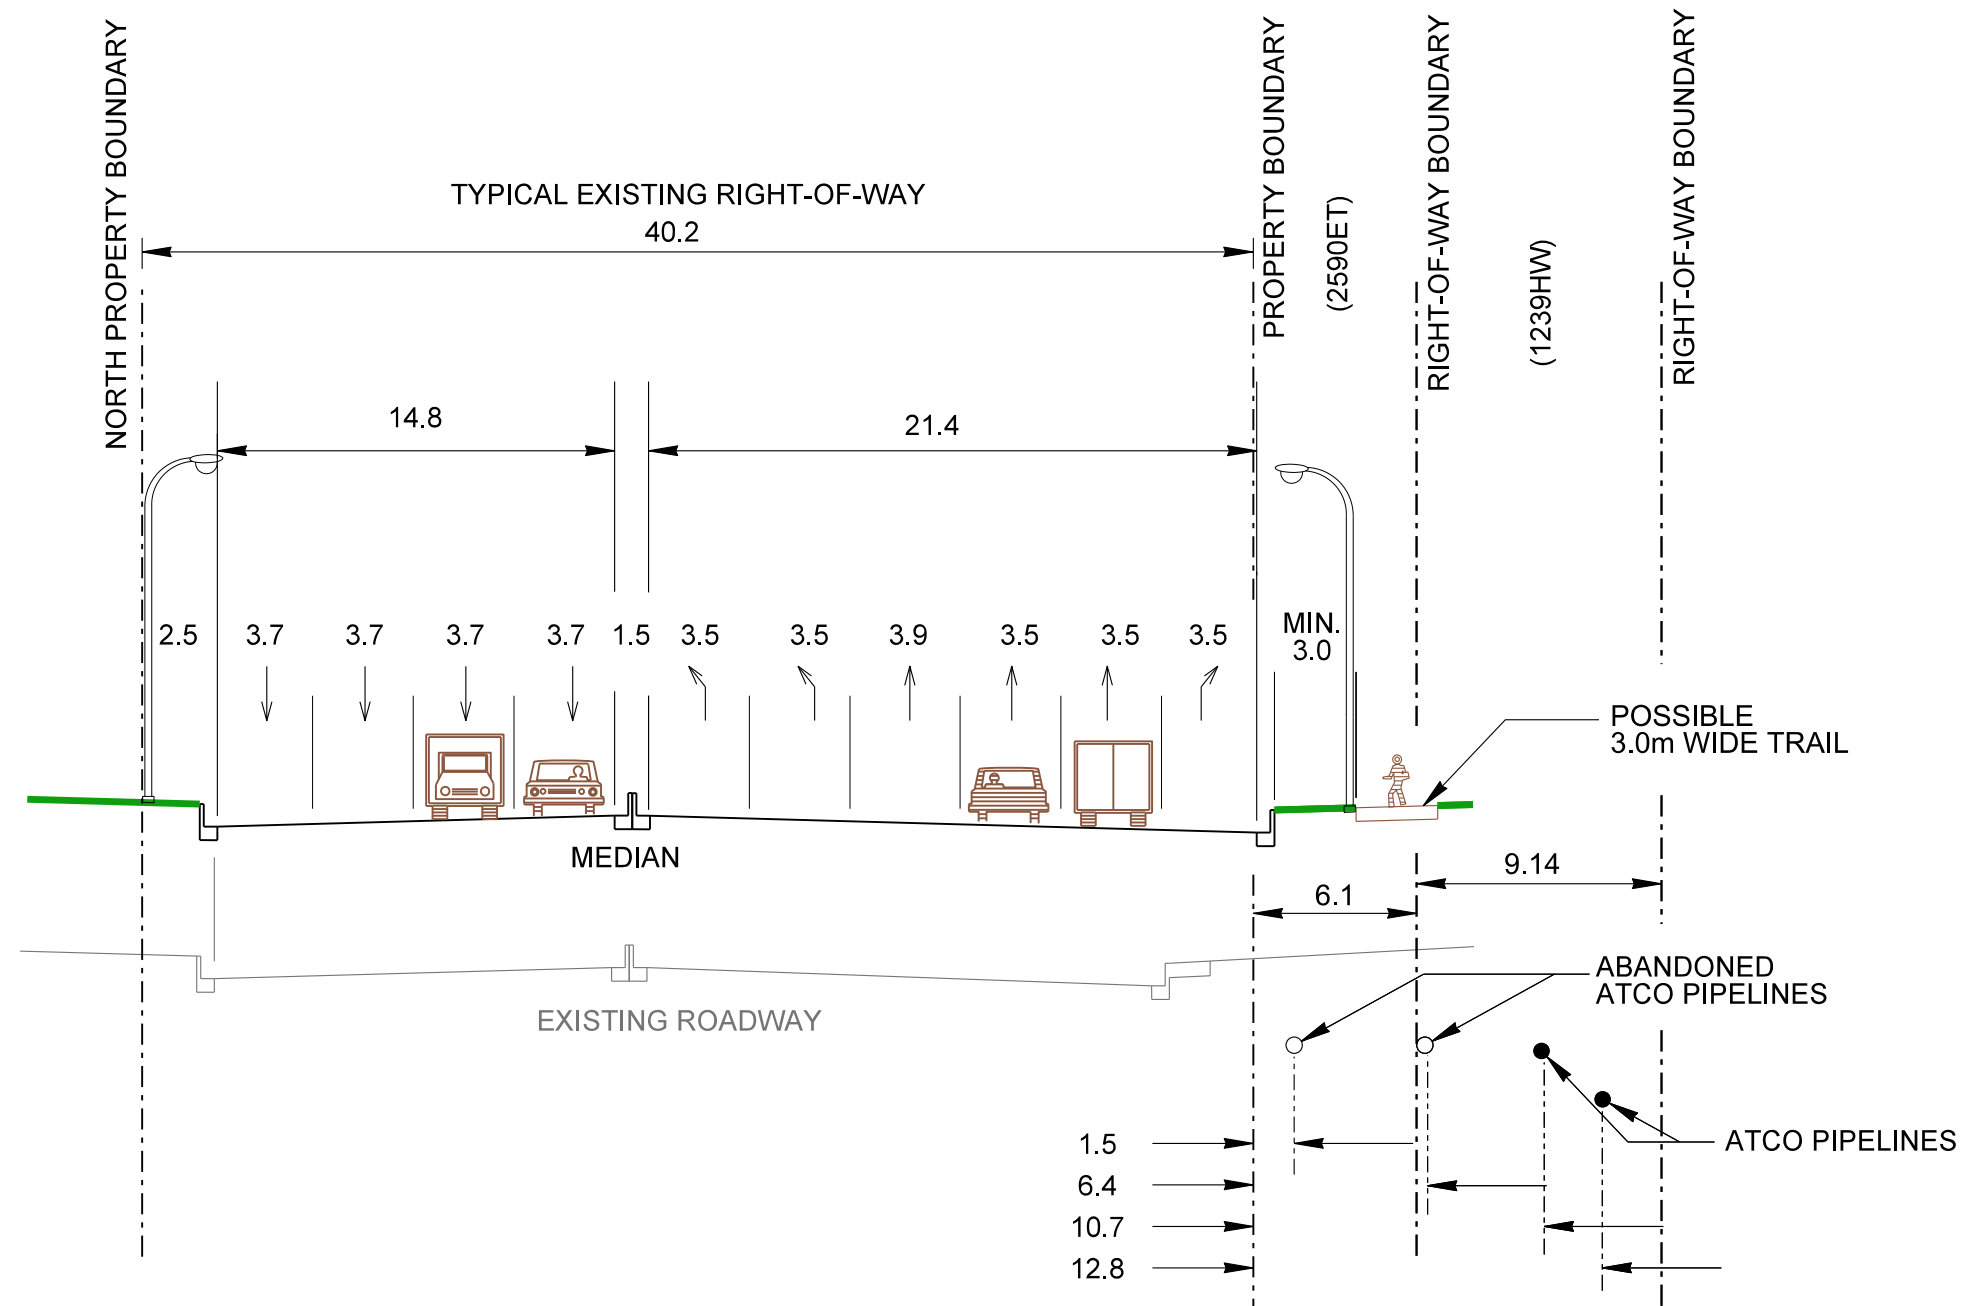 NORTH PROPERTY BOUNDARY
TYPICAL EXISTING RIGHT-OF-WAY
40.2
PROPERTY BOUNDARY
(2590ET)
RIGHT-OF-WAY BOUNDARY
(1239HW)
RIGHT-OF-WAY BOUNDARY
14.8
21.4
2.5
3.7
3.7
3.7
3.7
1.5
3.5
3.5
3.9
3.5
3.5
3.5
MIN.
3.0
POSSIBLE
3.0m WIDE TRAIL
MEDIAN
9.14
6.1
EXISTING ROADWAY
ABANDONED
ATCO PIPELINES
ATCO PIPELINES
1.5
6.4
10.7
12.8